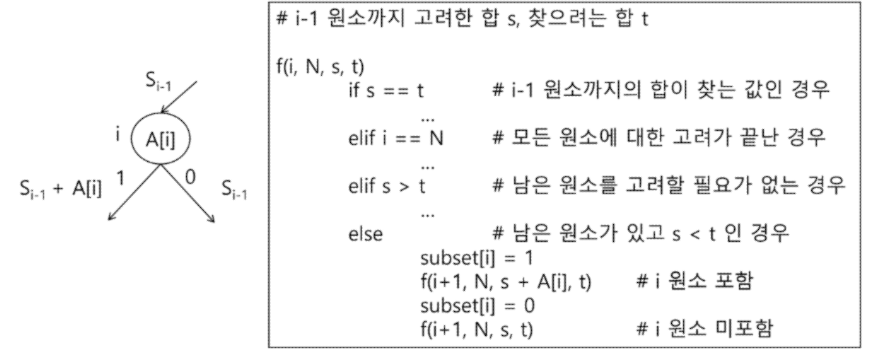 S i-1
i
A[i]
S i-1 + A[i]
1
0
S i-1
# i-1 원소까지 고려한 합 s, 찾으려는 합 t
f(i, N, s, t)
if s == t # i-1 원소까지의 합이 찾는 값인 경우
...
elif i == N # 모든 원소에 대한 고려가 끝난 경우
...
elif s > t # 남은 원소를 고려할 필요가 없는 경우
...
else # 남은 원소가 있고 s < t 인 경우
subset[i] = 1
f(i+1, N, s + A[i], t) # i 원소 포함
subset[i] = 0
f(i+1, N, s, t) # i 원소 미포함